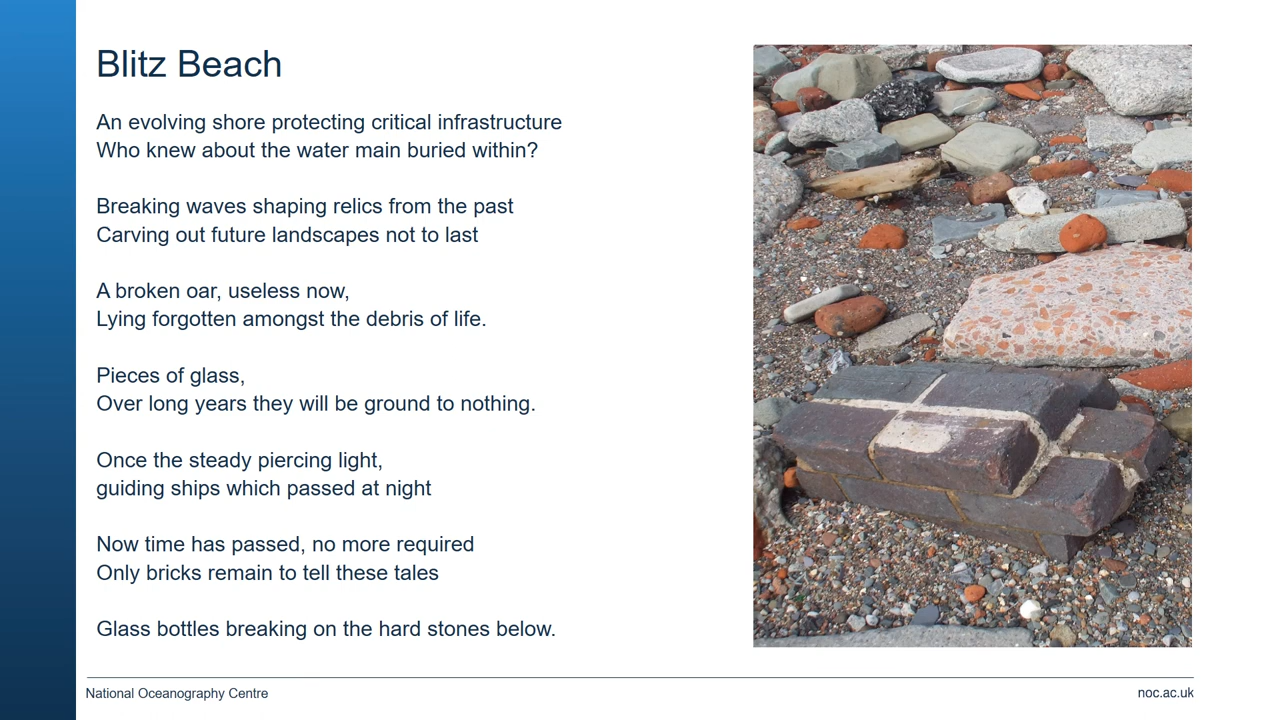 Blitz Beach
An evolving shore protecting critical infrastructure
Who knew about the water main buried within?
Breaking waves shaping relics from the past
Carving out future landscapes not to last
A broken oar, useless now,
Lying forgotten amongst the debris of life.
Pieces of glass,
Over long years they will be ground to nothing.
Once the steady piercing light,
guiding ships which passed at night
Now time has passed, no more required
Only bricks remain to tell these tales
Glass bottles breaking on the hard stones below.
National Oceanography Centre
noc.ac.uk